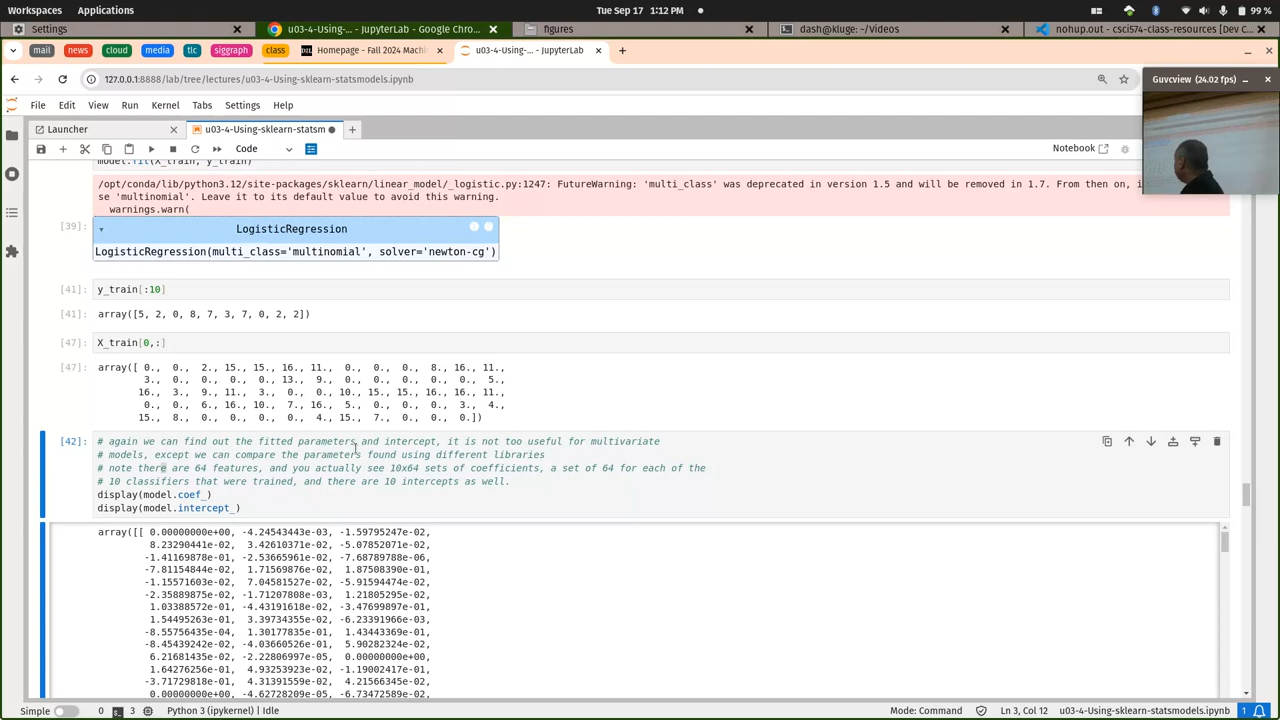 Workspaces Applications Tue Sep 17 1:12 PM 99 %
Settings u03-4-Using-... - JupyterLab - Google Chro... figures dash@kluge: ~/Videos nohup.out - csci574-class-resources [Dev C...
mail news cloud media tlc siggraph class Homepage - Fall 2024 Machi u03-4-Using-... - JupyterLab
127.0.0.1:8888/lab/tree/lectures/u03-4-Using-sklearn-statsmodels.ipynb
Guvcview (24.02 fps)
File Edit View Run Kernel Tabs Settings Help
Launcher u03-4-Using-sklearn-statsm
Code Notebook
model.fit(X_train, y_train)
/opt/conda/lib/python3.12/site-packages/sklearn/linear_model/_logistic.py:1247: FutureWarning: 'multi_class' was deprecated in version 1.5 and will be removed in 1.7. From then on, i
se 'multinomial'. Leave it to its default value to avoid this warning.
warnings.warn(
[39]: LogisticRegression
LogisticRegression(multi_class='multinomial', solver='newton-cg')
[41]: y_train[:10]
[41]: array([5, 2, 0, 8, 7, 3, 7, 0, 2, 2])
[47]: X_train[0,:]
[47]: array([ 0., 0., 2., 15., 15., 16., 11., 0., 0., 0., 8., 16., 11.,
3., 0., 0., 0., 0., 13., 9., 0., 0., 0., 0., 0., 5.,
16., 3., 9., 11., 3., 0., 0., 10., 15., 15., 16., 16., 11.,
0., 0., 6., 16., 10., 7., 16., 5., 0., 0., 0., 3., 4.,
15., 8., 0., 0., 0., 4., 15., 7., 0., 0., 0.])
[42]: # again we can find out the fitted parameters and intercept, it is not too useful for multivariate
# models, except we can compare the parameters found using different libraries
# note there are 64 features, and you actually see 10x64 sets of coefficients, a set of 64 for each of the
# 10 classifiers that were trained, and there are 10 intercepts as well.
display(model.coef_)
display(model.intercept_)
array([[ 0.00000000e+00, -4.24543443e-03, -1.59795247e-02,
8.23290441e-02, 3.42610371e-02, -5.07852071e-02,
-1.41169878e-01, -2.53665961e-02, -7.68789788e-06,
-7.81154844e-02, 1.71569876e-01, 1.87508390e-01,
-1.15571603e-02, 7.04581527e-02, -5.91594474e-02,
-2.35889875e-02, -1.71207808e-03, 1.21805295e-02,
1.03388572e-01, -4.43191618e-02, -3.47699897e-01,
1.54495263e-01, 3.39734355e-02, -6.23391966e-03,
-8.55756435e-04, 1.30177835e-01, 1.43443369e-01,
-8.45439242e-02, -4.03660526e-01, 5.90282324e-02,
6.21681435e-02, -2.22806997e-05, 0.00000000e+00,
1.64276256e-01, 4.93253923e-02, -1.19002417e-01,
-3.71712908e-01, 4.31391559e-02, 4.21566345e-02,
0.00000000e+00, -4.62728209e-05, -6.73472589e-02,
Simple 0 3 Python 3 (ipykernel) | Idle Mode: Command Ln 3, Col 12 u03-4-Using-sklearn-statsmodels.ipynb 1